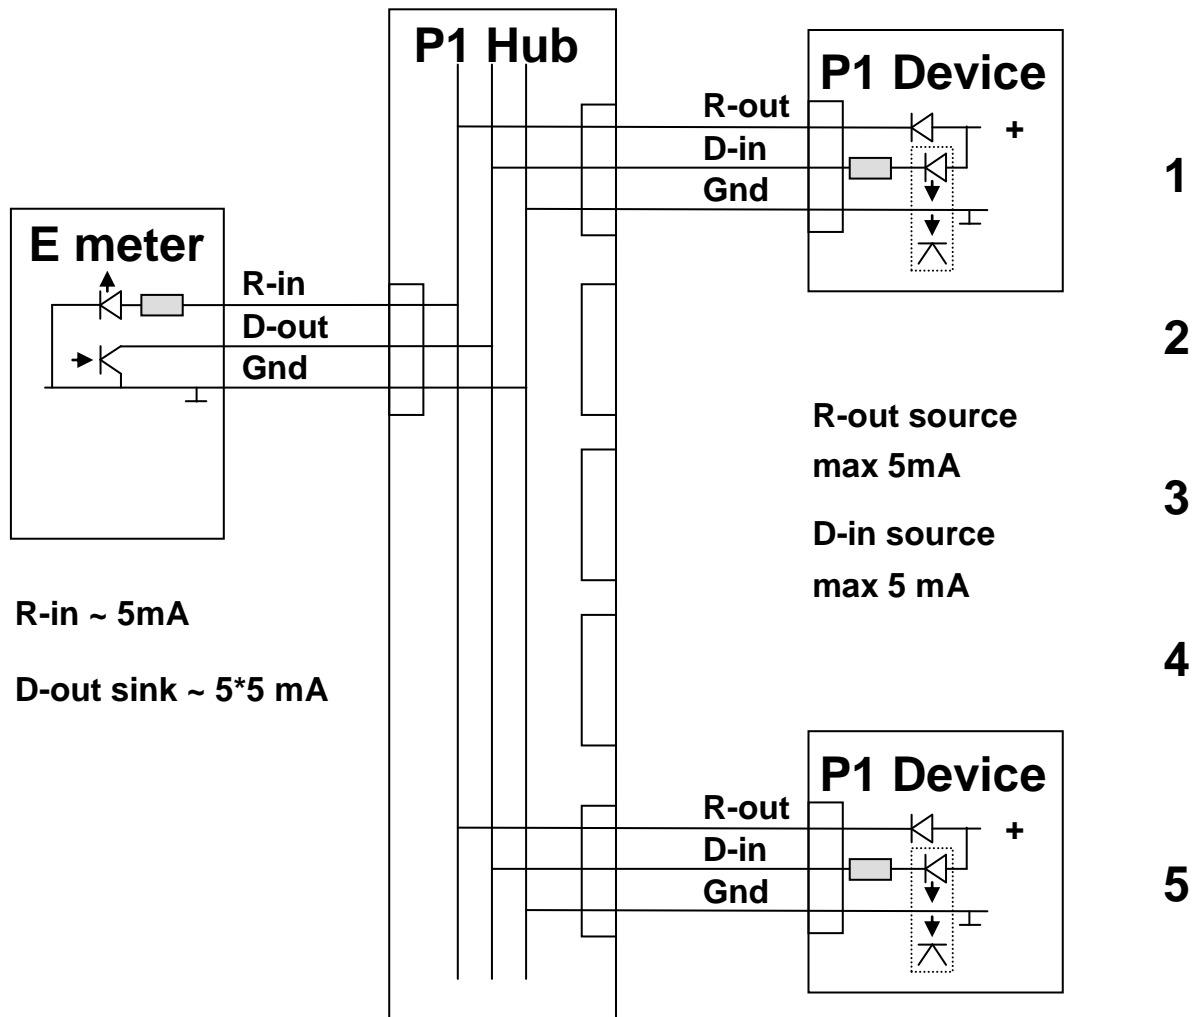 P1 Hub
P1 Device
R-out
+
D-in
Gnd
1
E meter
R-in
D-out
Gnd
2
R-out source
max 5mA
3
D-in source
max 5 mA
R-in ~ 5mA
4
D-out sink ~ 5*5 mA
P1 Device
R-out
+
D-in
Gnd
5